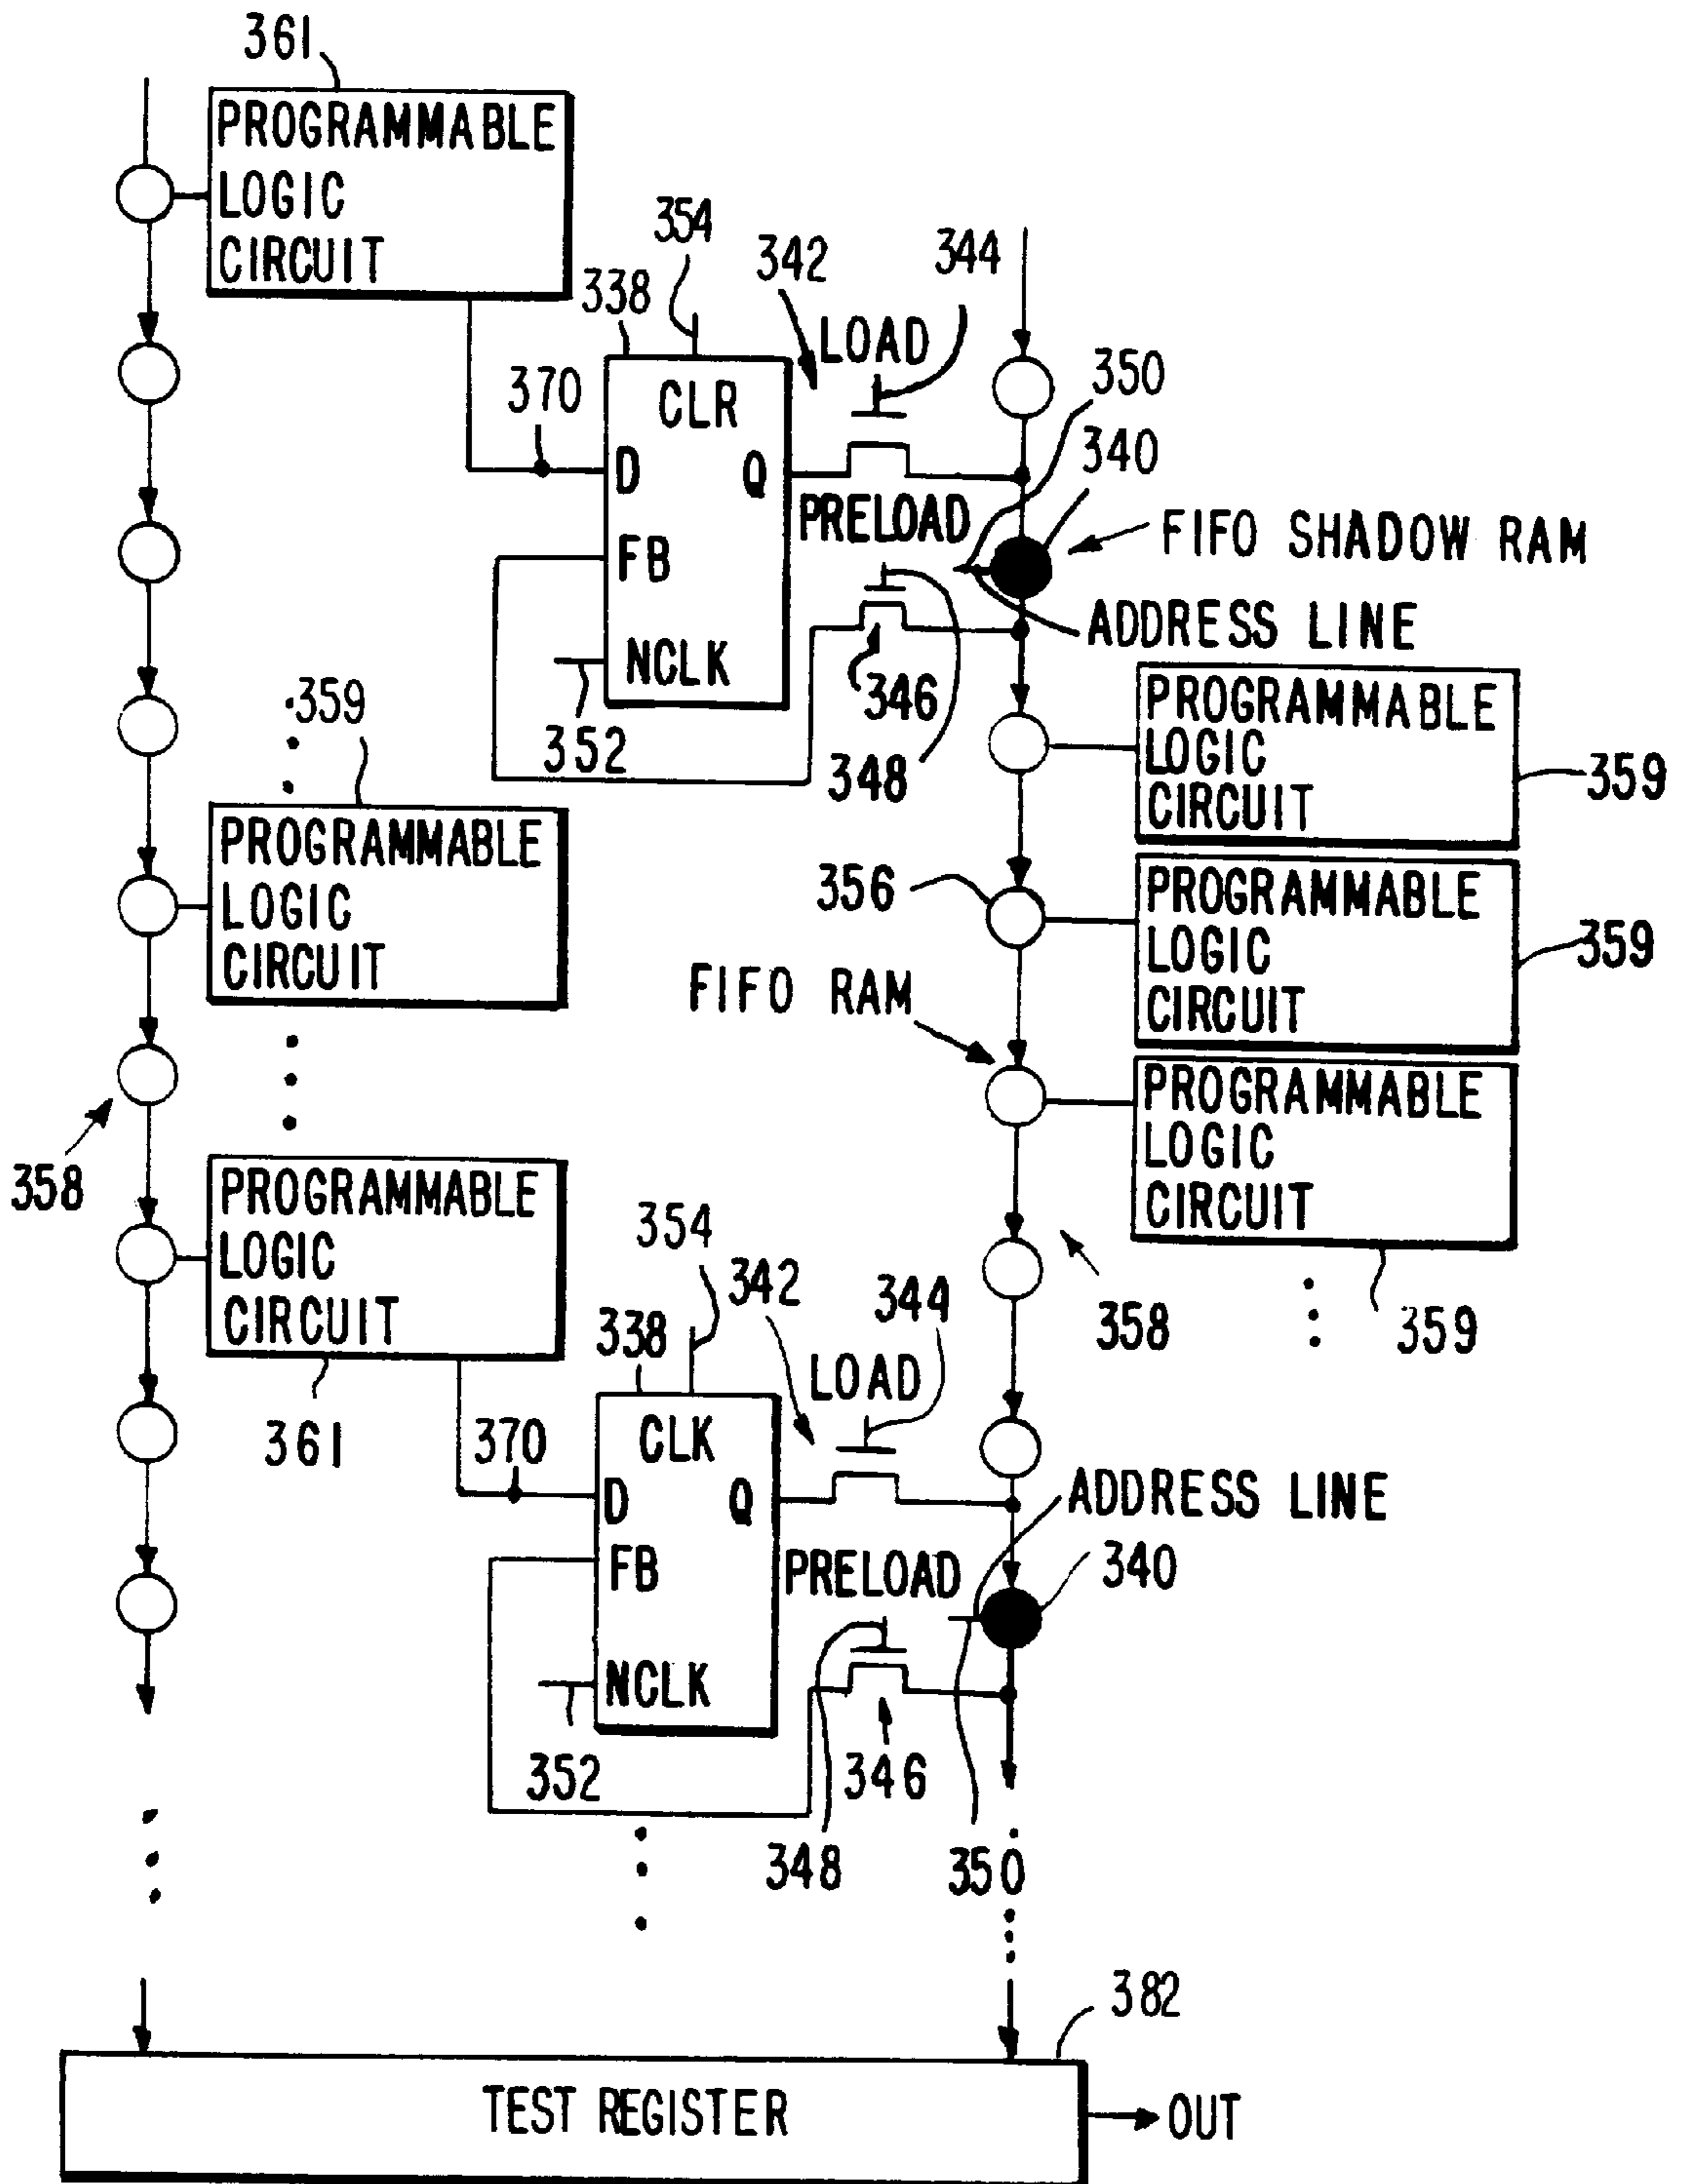 361
PROGRAMMABLE
LOGIC
CIRCUIT
354
342
344
338
LOAD
350
370
CLR
340
D
Q
PRELOAD
FIFO SHADOW RAM
FB
ADDRESS LINE
NCLK
346
352
348
359
PROGRAMMABLE
LOGIC
CIRCUIT
359
PROGRAMMABLE
LOGIC
CIRCUIT
356
PROGRAMMABLE
LOGIC
CIRCUIT
359
FIFO RAM
PROGRAMMABLE
LOGIC
CIRCUIT
358
359
358
PROGRAMMABLE
LOGIC
CIRCUIT
361
354
342
344
338
LOAD
370
CLK
D
Q
ADDRESS LINE
FB
PRELOAD
340
NCLK
352
346
348
350
382
TEST REGISTER
OUT